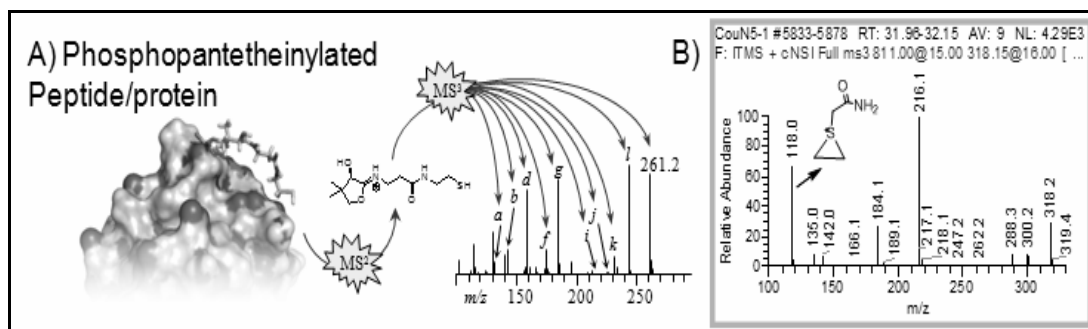 A) Phosphopantetheinylated
Peptide/protein
MS²
HO
N
H
O
O
N
H
SH
MS³
a
b
d
f
g
i
j
k
l
261.2
m/z 150 200 250
B)
CouN5-1 #5833-5878 RT: 31.96-32.15 AV: 9 NL: 4.29E3
F: ITMS + c NSI Full ms3 811.00@15.00 318.15@16.00 [ ...
Relative Abundance
100
80
60
40
20
0
118.0
135.0
142.0
166.1
184.1
189.1
216.1
217.1
218.1
247.2
262.2
288.3
300.2
318.2
319.4
O
NH₂
S
100 200 300
m/z